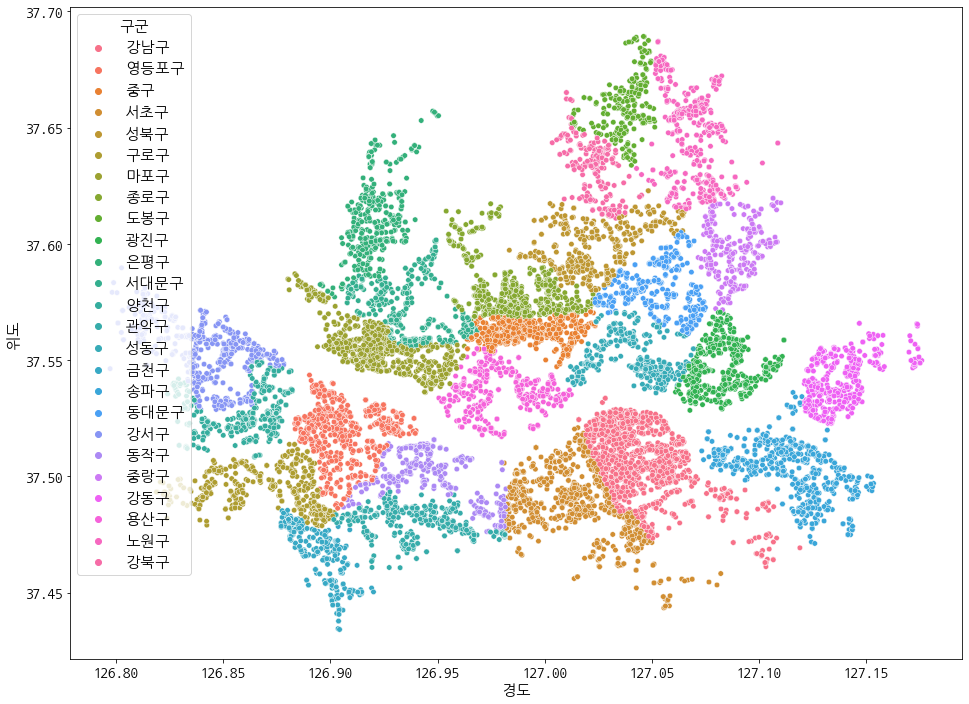 구군
강남구
영등포구
중구
서초구
성북구
구로구
마포구
종로구
도봉구
광진구
은평구
서대문구
양천구
관악구
성동구
금천구
송파구
동대문구
강서구
동작구
중랑구
강동구
용산구
노원구
강북구
37.70
37.65
37.60
37.55
37.50
37.45
위도
126.80 126.85 126.90 126.95 127.00 127.05 127.10 127.15
경도